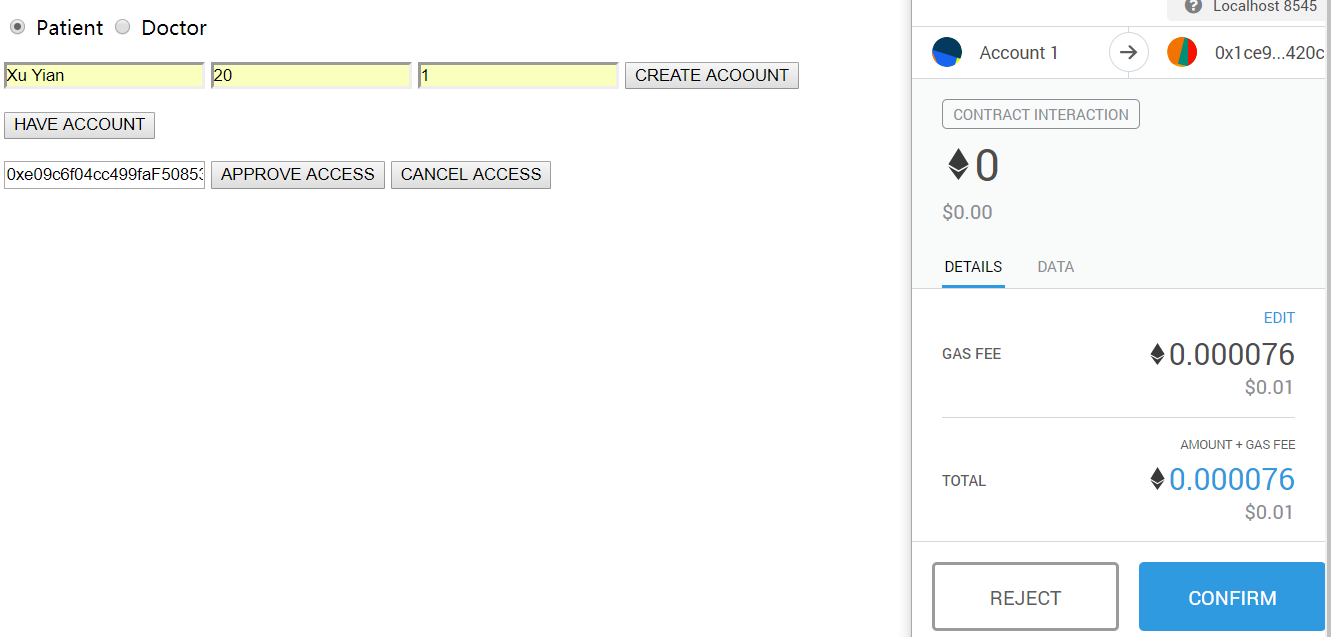 Patient Doctor
Xu Yian 20 1 CREATE ACOOUNT
HAVE ACCOUNT
0xe09c6f04cc499faF5085 APPROVE ACCESS CANCEL ACCESS
? Localhost 8545
Account 1 0x1ce9...420c
CONTRACT INTERACTION
0
$0.00
DETAILS DATA
EDIT
GAS FEE 0.000076
$0.01
AMOUNT + GAS FEE
TOTAL 0.000076
$0.01
REJECT CONFIRM